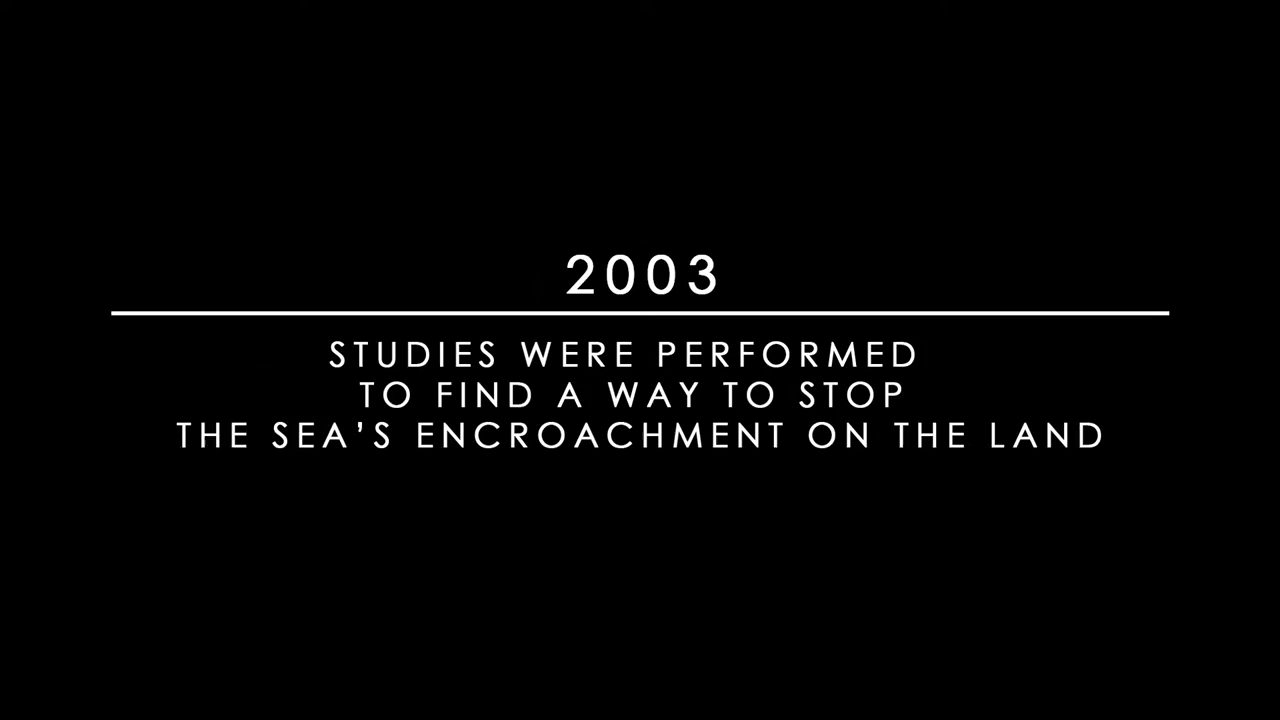 2003
STUDIES WERE PERFORMED
TO FIND A WAY TO STOP
THE SEA’S ENCROACHMENT ON THE LAND